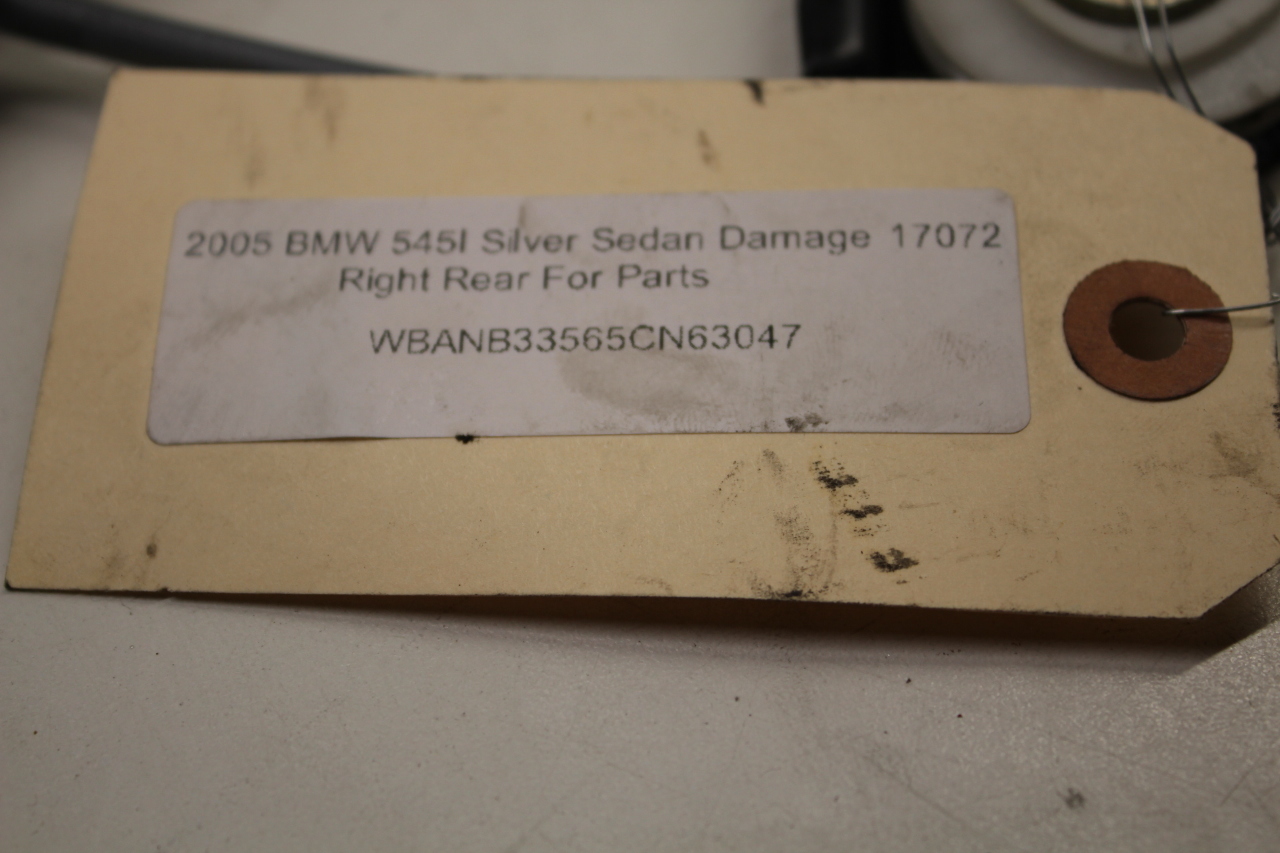 2005 BMW 545I Silver Sedan Damage 17072
Right Rear For Parts
WBANB33565CN63047